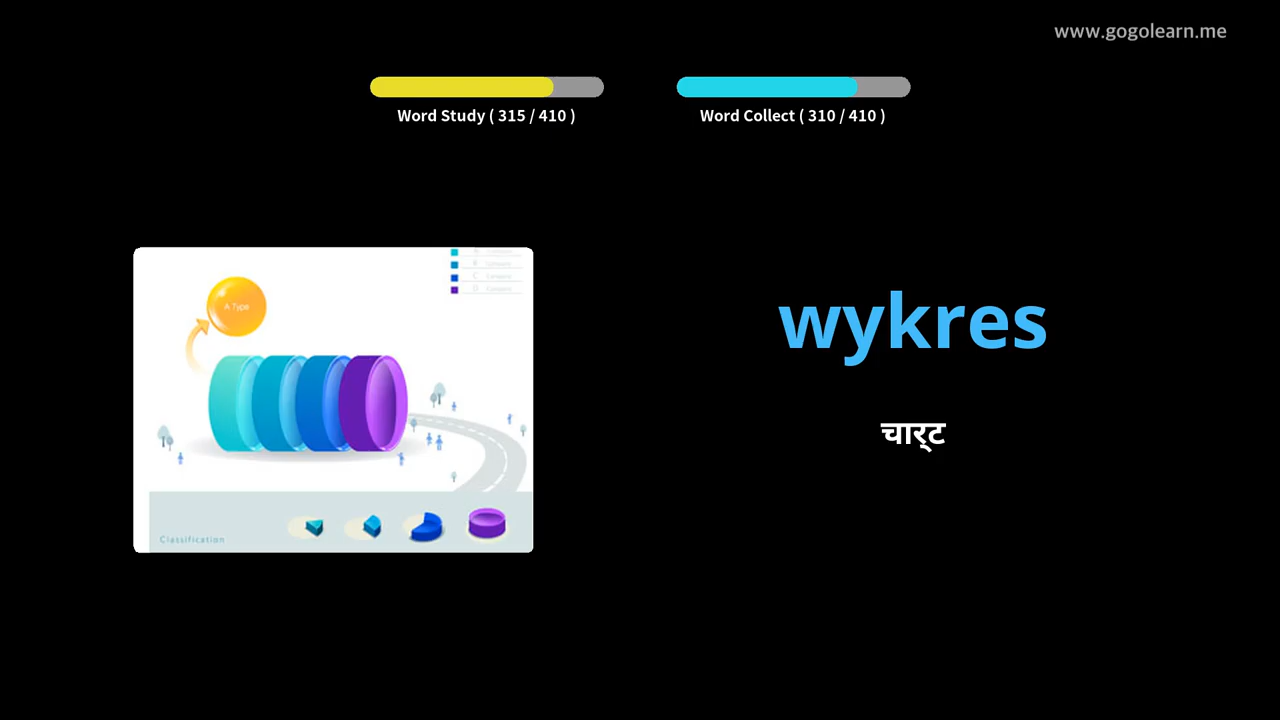 www.gogolearn.me
Word Study ( 315 / 410 )
Word Collect ( 310 / 410 )
A Type
C
D
wykres
चार्ट
Classification